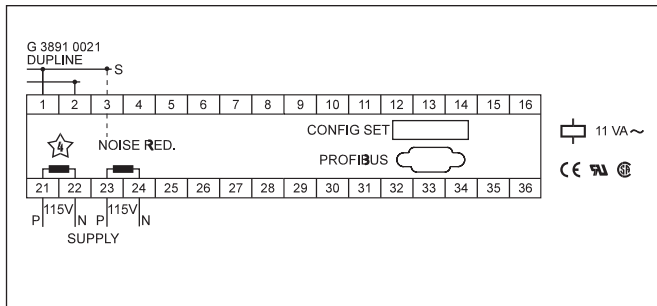 G 3891 0021
DUPLINE
S
1 2 3 4 5 6 7 8 9 10 11 12 13 14 15 16
CONFIG SET
11 VA~
4 NOISE RED.
PROFIBUS
CE RU SA
21 22 23 24 25 26 27 28 29 30 31 32 33 34 35 36
P 115V N P 115V N
SUPPLY